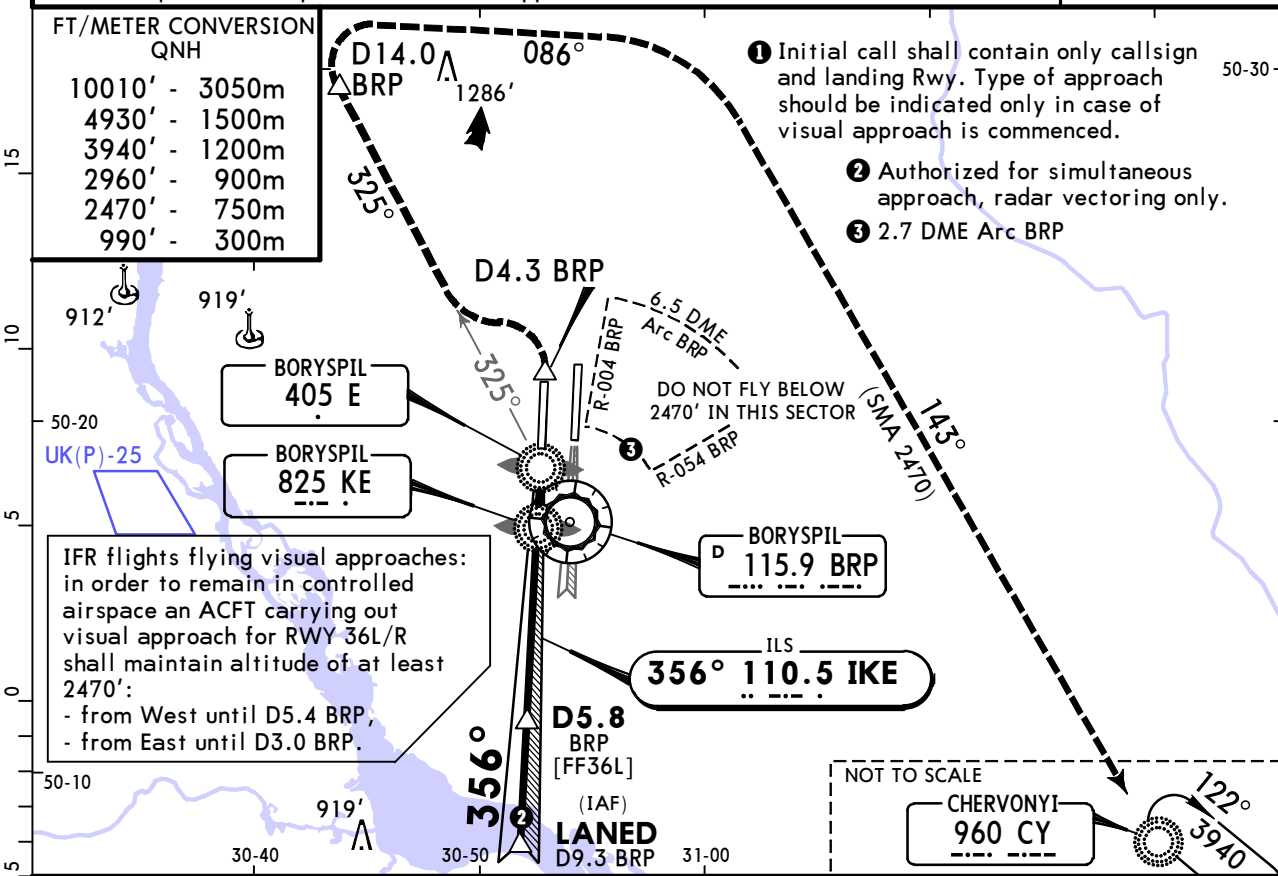 FT/METER CONVERSION
QNH
10010' - 3050m
4930' - 1500m
3940' - 1200m
2960' - 900m
2470' - 750m
990' - 300m
D14.0
BRP
086°
1286'
❶ Initial call shall contain only callsign
and landing Rwy. Type of approach
should be indicated only in case of
visual approach is commenced.
50-30
❷ Authorized for simultaneous
approach, radar vectoring only.
❸ 2.7 DME Arc BRP
15
325°
D4.3 BRP
912'
919'
6.5 DME
Arc BRP
R-004 BRP
10
325°
BORYSPIL
405 E
DO NOT FLY BELOW
2470' IN THIS SECTOR
(SMA 2470)
143°
50-20
❸
R-054 BRP
UK(P)-25
BORYSPIL
825 KE
5
BORYSPIL
D 115.9 BRP
IFR flights flying visual approaches:
in order to remain in controlled
airspace an ACFT carrying out
visual approach for RWY 36L/R
shall maintain altitude of at least
2470':
- from West until D5.4 BRP,
- from East until D3.0 BRP.
ILS
356° 110.5 IKE
0
D5.8
BRP
[FF36L]
356°
50-10
NOT TO SCALE
919'
(IAF)
❷ LANED
D9.3 BRP
CHERVONYI
960 CY
122°
3940
5
30-40
30-50
31-00